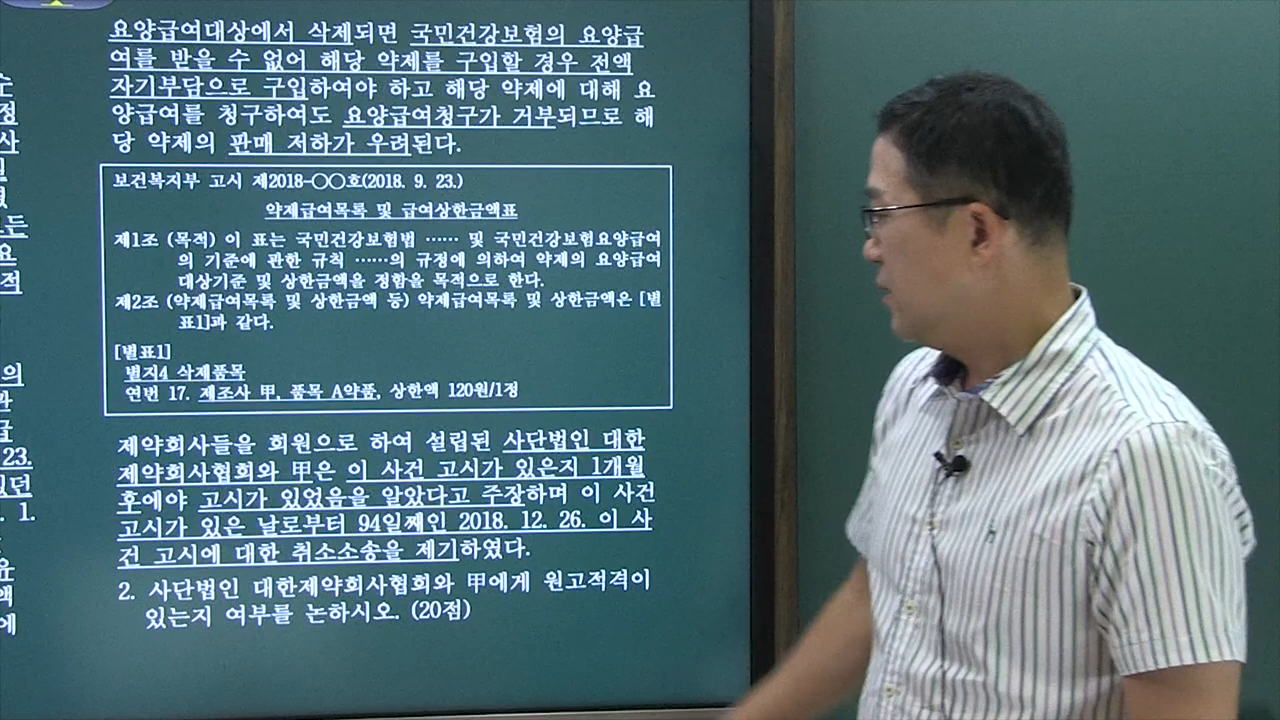 요양급여대상에서 삭제되면 국민건강보험의 요양급
여를 받을 수 없어 해당 약제를 구입할 경우 전액
자기부담으로 구입하여야 하고 해당 약제에 대해 요
양급여를 청구하여도 요양급여청구가 거부되므로 해
당 약제의 판매 저하가 우려된다.
보건복지부 고시 제2018-○○호(2018. 9. 23.)
약제급여목록 및 급여상한금액표
제1조 (목적) 이 표는 국민건강보험법 …… 및 국민건강보험요양급여
의 기준에 관한 규칙 ……의 규정에 의하여 약제의 요양급여
대상기준 및 상한금액을 정함을 목적으로 한다.
제2조 (약제급여목록 및 상한금액 등) 약제급여목록 및 상한금액은 [별
표1]과 같다.
[별표1]
별지4 삭제품목
연번 17. 제조사 甲, 품목 A약품, 상한액 120원/1정
제약회사들을 회원으로 하여 설립된 사단법인 대한
제약회사협회와 甲은 이 사건 고시가 있은지 1개월
후에야 고시가 있었음을 알았다고 주장하며 이 사건
고시가 있은 날로부터 94일째인 2018. 12. 26. 이 사
건 고시에 대한 취소소송을 제기하였다.
2. 사단법인 대한제약회사협회와 甲에게 원고적격이
있는지 여부를 논하시오. (20점)
정
사
요
적
의
급
23.
1.
액
에